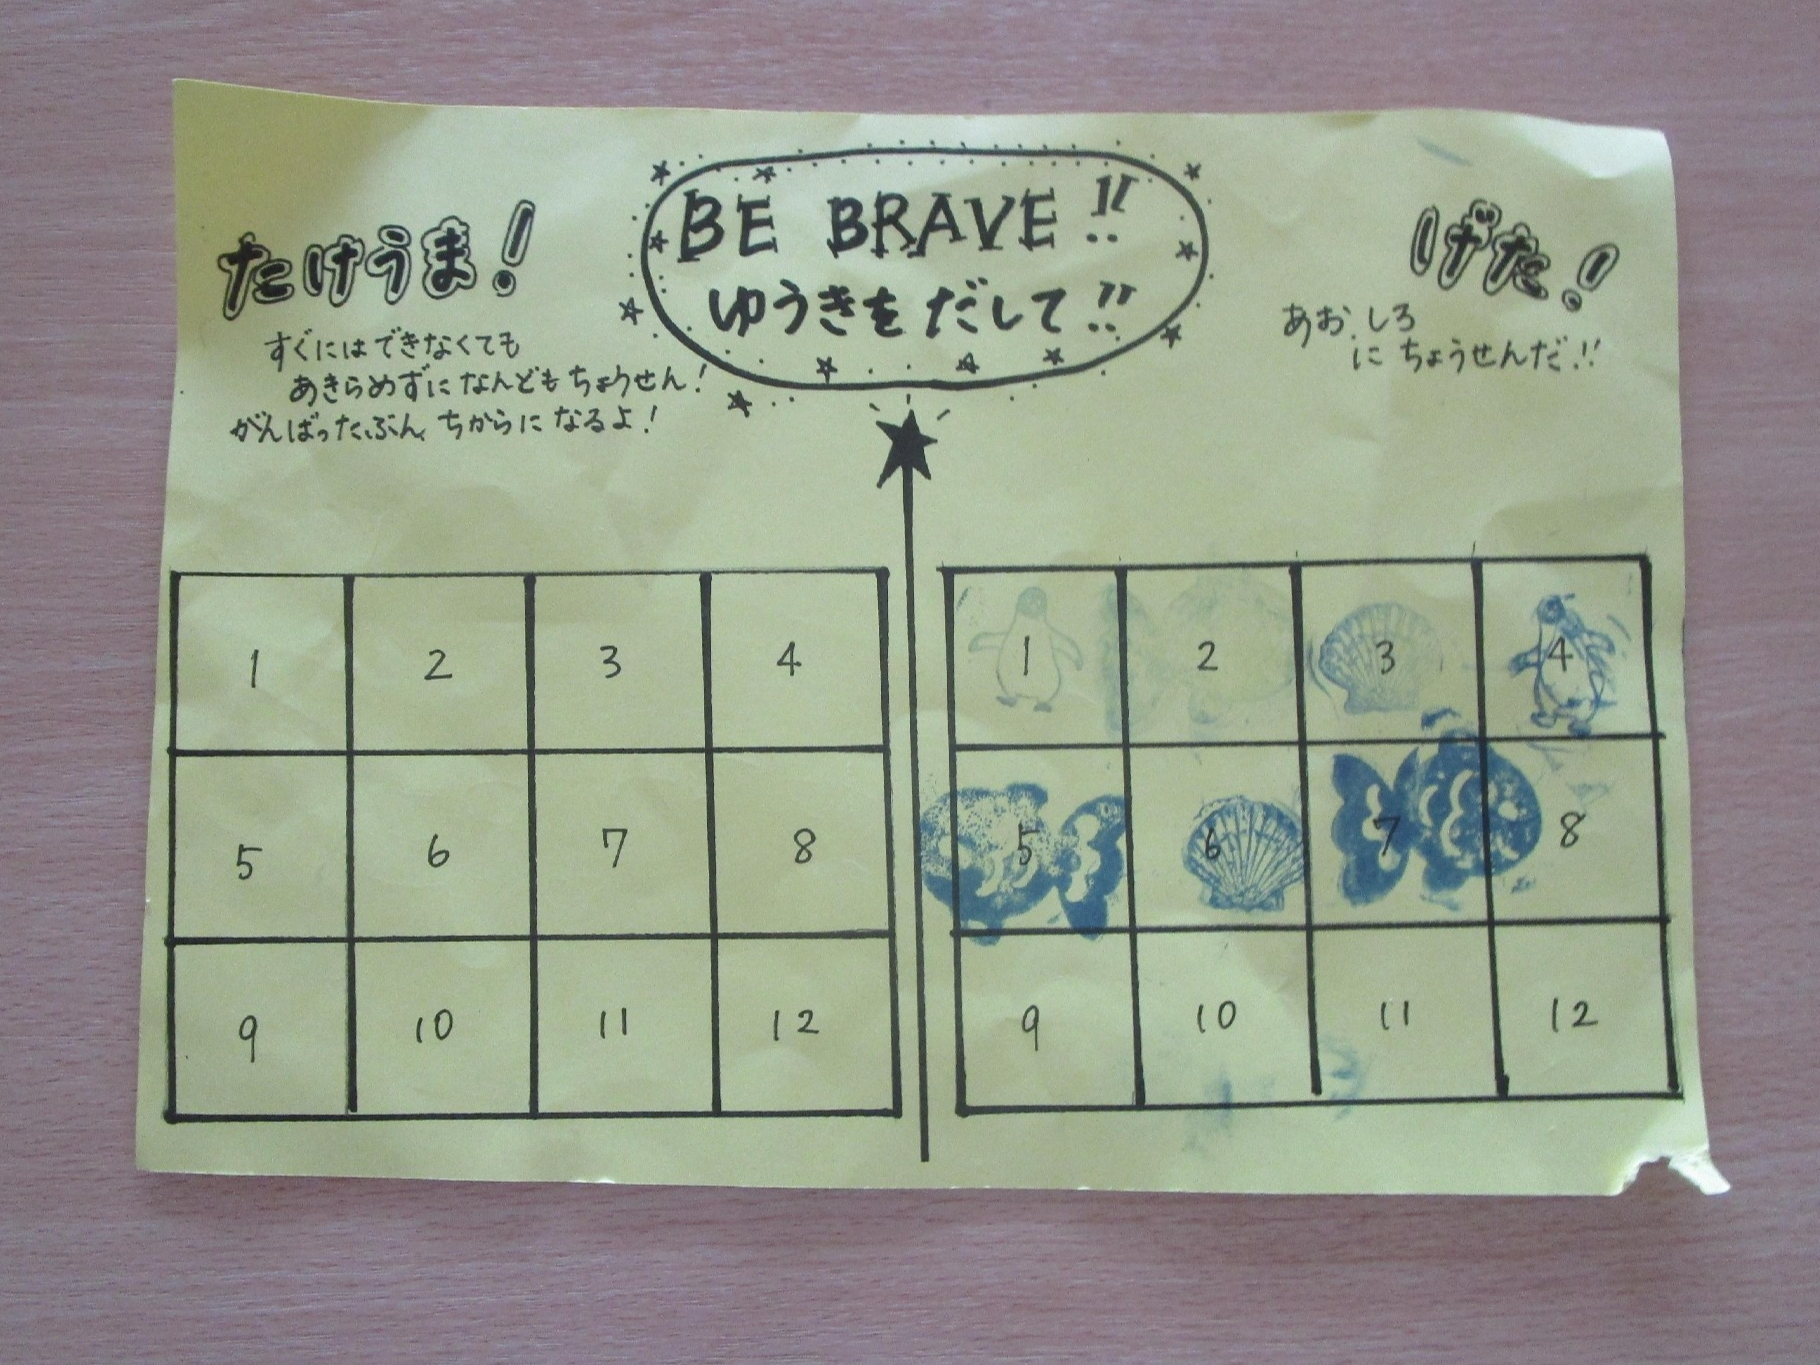 BE BRAVE!!
ゆうきをだして!!
たけうま!
すぐにはできなくても
あきらめずになんどもちょうせん!
がんばったぶん ちからになるよ!
げた!
あお、しろ
にちょうせんだ!!
1 2 3 4
5 6 7 8
9 10 11 12
1 2 3 4
5 6 7 8
9 10 11 12